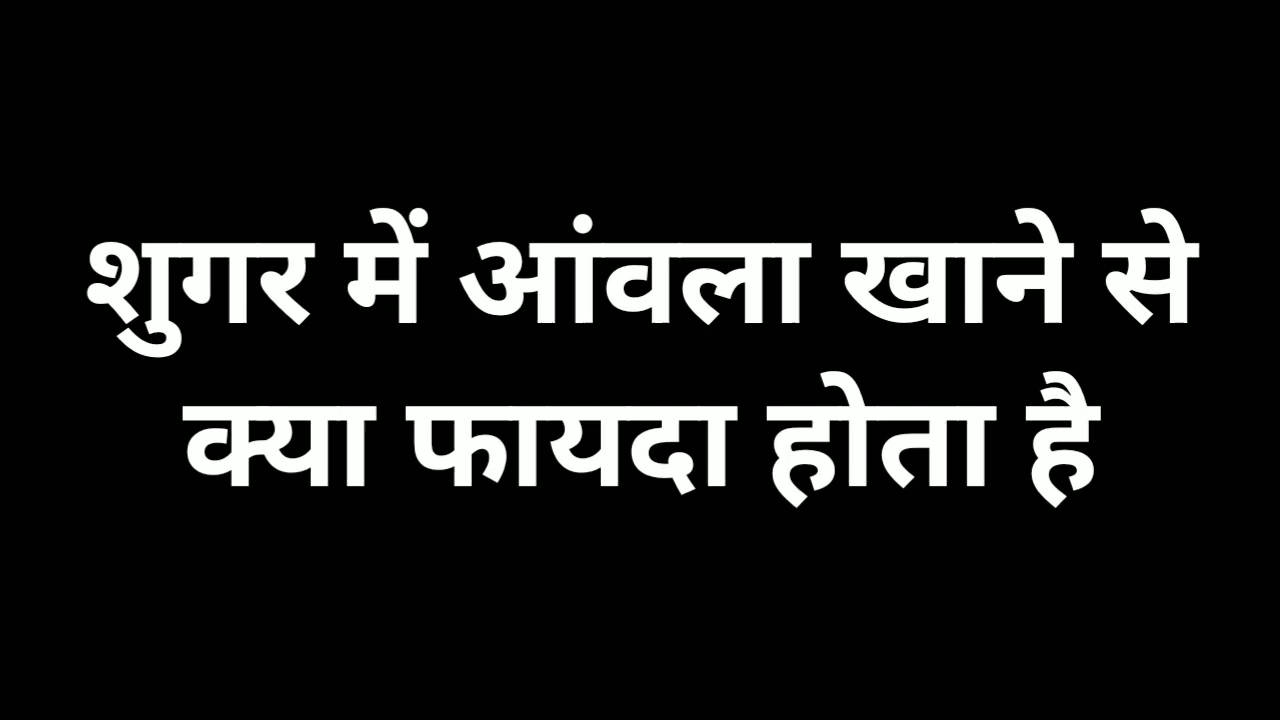 शुगर में आंवला खाने से
क्या फायदा होता है